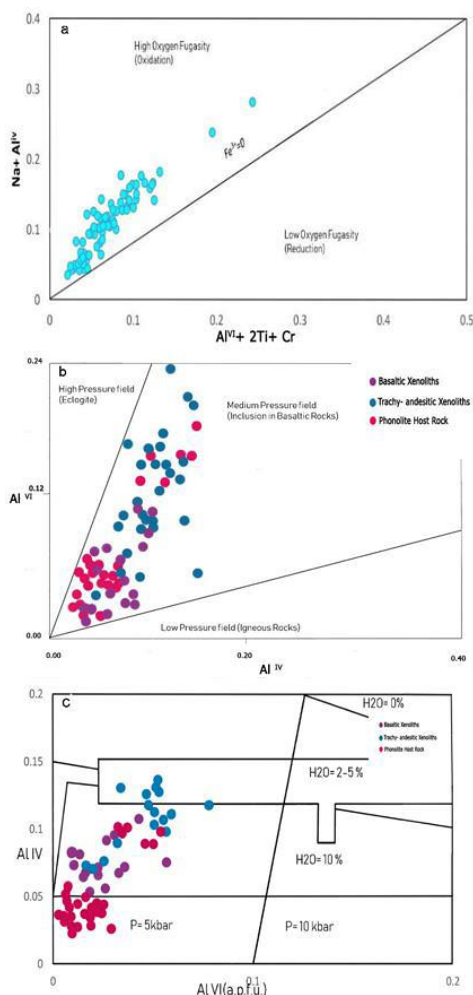 a
0.4
High Oxygen Fugasity
(Oxidation)
0.3
Na+ Al^iv
0.2
Fe³⁺=0
0.1
Low Oxygen Fugasity
(Reduction)
0
0
0.1
0.2
0.3
0.4
0.5
Al^VI+ 2Ti+ Cr
b
0.24
High Pressure field
(Eclogite)
Medium Pressure field
(Inclusion in Basaltic Rocks)
Basaltic Xenoliths
Trachy- andesitic Xenoliths
Phonolite Host Rock
Al ^VI
0.12
0.00
Low Pressure field (Igneous Rocks)
0.00
0.20
0.40
Al ^IV
c
0.2
H2O= 0%
Basaltic Xenoliths
Trachy- andesitic Xenoliths
Phonolite Host Rock
0.15
H2O= 2-5 %
0.1
Al IV
H2O= 10 %
0.05
P= 5kbar
P= 10 kbar
0
0
0.1
0.2
Al VI(a.p.f.u.)